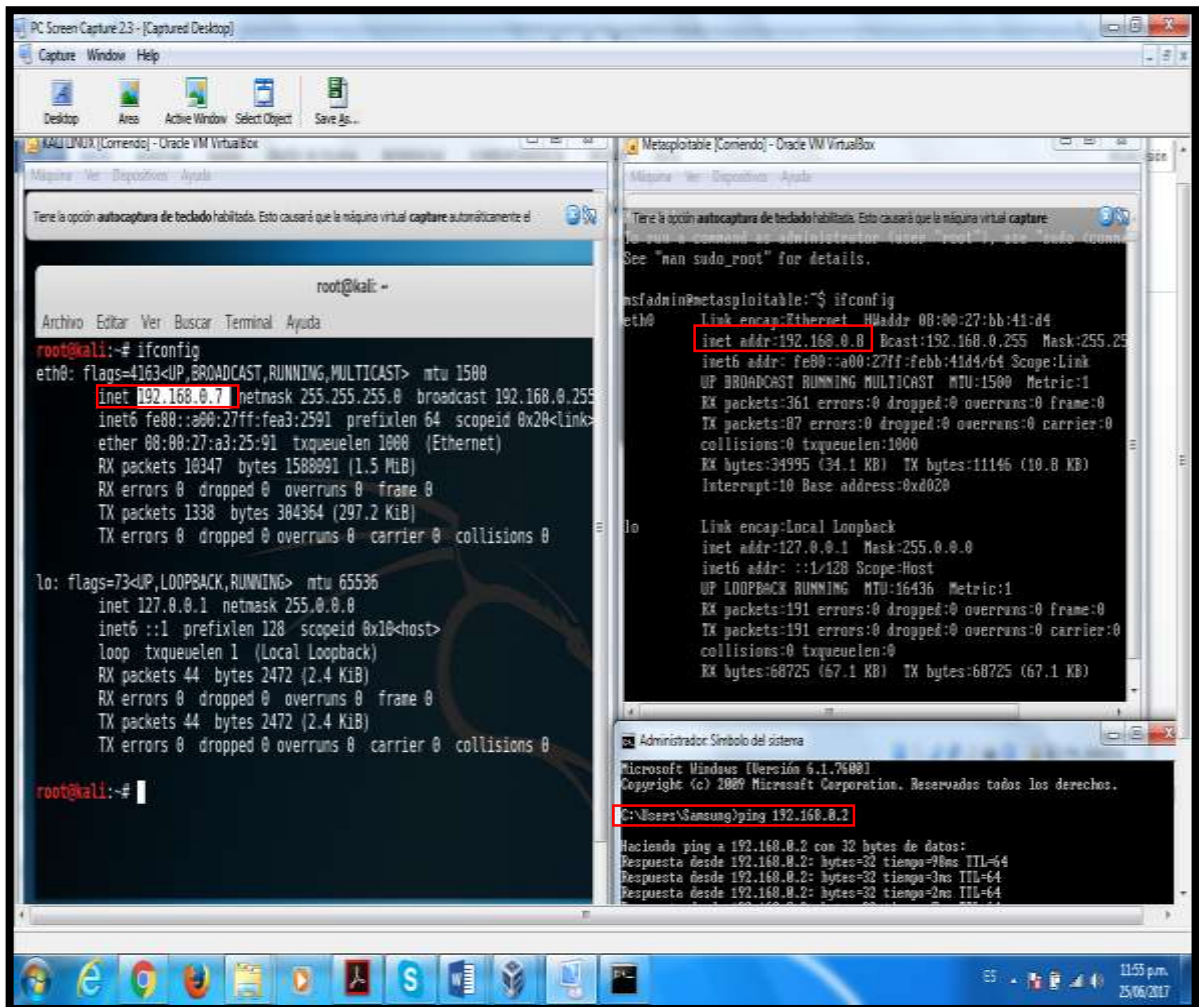 PC Screen Capture 2.3 - [Captured Desktop]
Capture Window Help
Desktop Area Active Window Select Object Save As...
KALI LINUX [Corriendo] - Oracle VM VirtualBox
Máquina Ver Dispositivos Ayuda
Tiene la opción autocaptura de teclado habilitada. Esto causará que la máquina virtual capture automáticamente el
root@kali: ~
Archivo Editar Ver Buscar Terminal Ayuda
root@kali:~# ifconfig
eth0: flags=4163<UP,BROADCAST,RUNNING,MULTICAST> mtu 1500
inet 192.168.0.7 netmask 255.255.255.0 broadcast 192.168.0.255
inet6 fe80::a00:27ff:fea3:2591 prefixlen 64 scopeid 0x20<link>
ether 08:00:27:a3:25:91 txqueuelen 1000 (Ethernet)
RX packets 10347 bytes 1588091 (1.5 MiB)
RX errors 0 dropped 0 overruns 0 frame 0
TX packets 1338 bytes 304364 (297.2 KiB)
TX errors 0 dropped 0 overruns 0 carrier 0 collisions 0
lo: flags=73<UP,LOOPBACK,RUNNING> mtu 65536
inet 127.0.0.1 netmask 255.0.0.0
inet6 ::1 prefixlen 128 scopeid 0x10<host>
loop txqueuelen 1 (Local Loopback)
RX packets 44 bytes 2472 (2.4 KiB)
RX errors 0 dropped 0 overruns 0 frame 0
TX packets 44 bytes 2472 (2.4 KiB)
TX errors 0 dropped 0 overruns 0 carrier 0 collisions 0
root@kali:~#
Metasploitable [Corriendo] - Oracle VM VirtualBox
Máquina Ver Dispositivos Ayuda
Tiene la opción autocaptura de teclado habilitada. Esto causará que la máquina virtual capture
To run a command as administrator (user "root"), use "sudo
See "man sudo_root" for details.
msfadmin@metasploitable:~$ ifconfig
eth0 Link encap:Ethernet HWaddr 08:00:27:bb:41:d4
inet addr:192.168.0.8 Bcast:192.168.0.255 Mask:255.25
inet6 addr: fe80::a00:27ff:febb:41d4/64 Scope:Link
UP BROADCAST RUNNING MULTICAST MTU:1500 Metric:1
RX packets:361 errors:0 dropped:0 overruns:0 frame:0
TX packets:87 errors:0 dropped:0 overruns:0 carrier:0
collisions:0 txqueuelen:1000
RX bytes:34995 (34.1 KB) TX bytes:11146 (10.8 KB)
Interrupt:10 Base address:0xd020
lo Link encap:Local Loopback
inet addr:127.0.0.1 Mask:255.0.0.0
inet6 addr: ::1/128 Scope:Host
UP LOOPBACK RUNNING MTU:16436 Metric:1
RX packets:191 errors:0 dropped:0 overruns:0 frame:0
TX packets:191 errors:0 dropped:0 overruns:0 carrier:0
collisions:0 txqueuelen:0
RX bytes:68725 (67.1 KB) TX bytes:68725 (67.1 KB)
Administrador: Símbolo del sistema
Microsoft Windows [Versión 6.1.7600]
Copyright (c) 2009 Microsoft Corporation. Reservados todos los derechos.
C:\Users\Samsung>ping 192.168.0.2
Haciendo ping a 192.168.0.2 con 32 bytes de datos:
Respuesta desde 192.168.0.2: bytes=32 tiempo=98ms TTL=64
Respuesta desde 192.168.0.2: bytes=32 tiempo=3ms TTL=64
Respuesta desde 192.168.0.2: bytes=32 tiempo=2ms TTL=64
ES
11:55 p.m.
25/06/2017